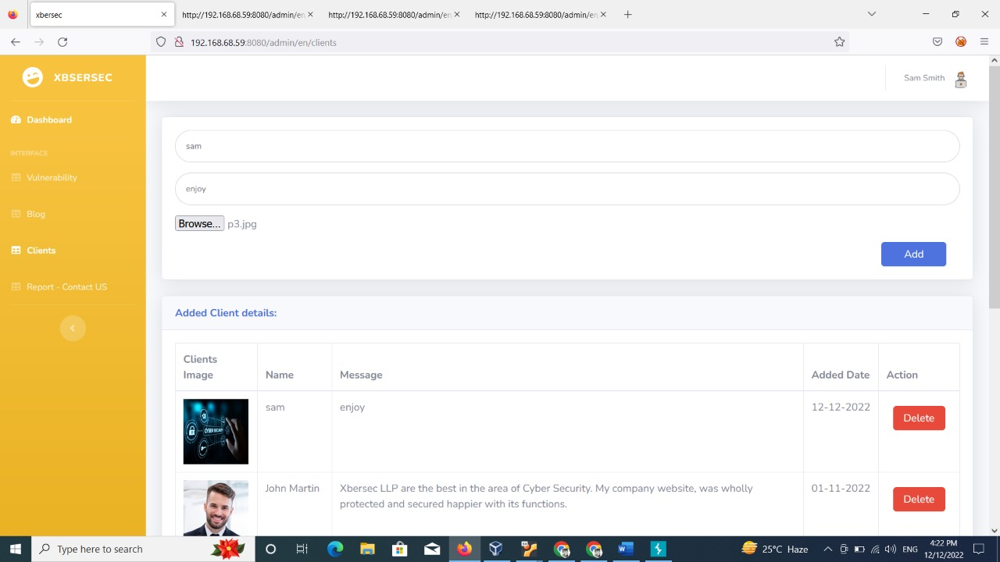 xbersec
http://192.168.68.59:8080/admin/en
http://192.168.68.59:8080/admin/en
http://192.168.68.59:8080/admin/c
192.168.68.59:8080/admin/en/clients
XBSERSEC
Sam Smith
Dashboard
INTERFACE
Vulnerability
Blog
Clients
Report - Contact US
sam
enjoy
Browse... p3.jpg
Add
Added Client details:
Clients Image
Name
Message
Added Date
Action
CYBER SECURITY
sam
enjoy
12-12-2022
Delete
John Martin
Xbersec LLP are the best in the area of Cyber Security. My company website, was wholly
protected and secured happier with its functions.
01-11-2022
Delete
Type here to search
25°C Haze
ENG
4:22 PM
12/12/2022